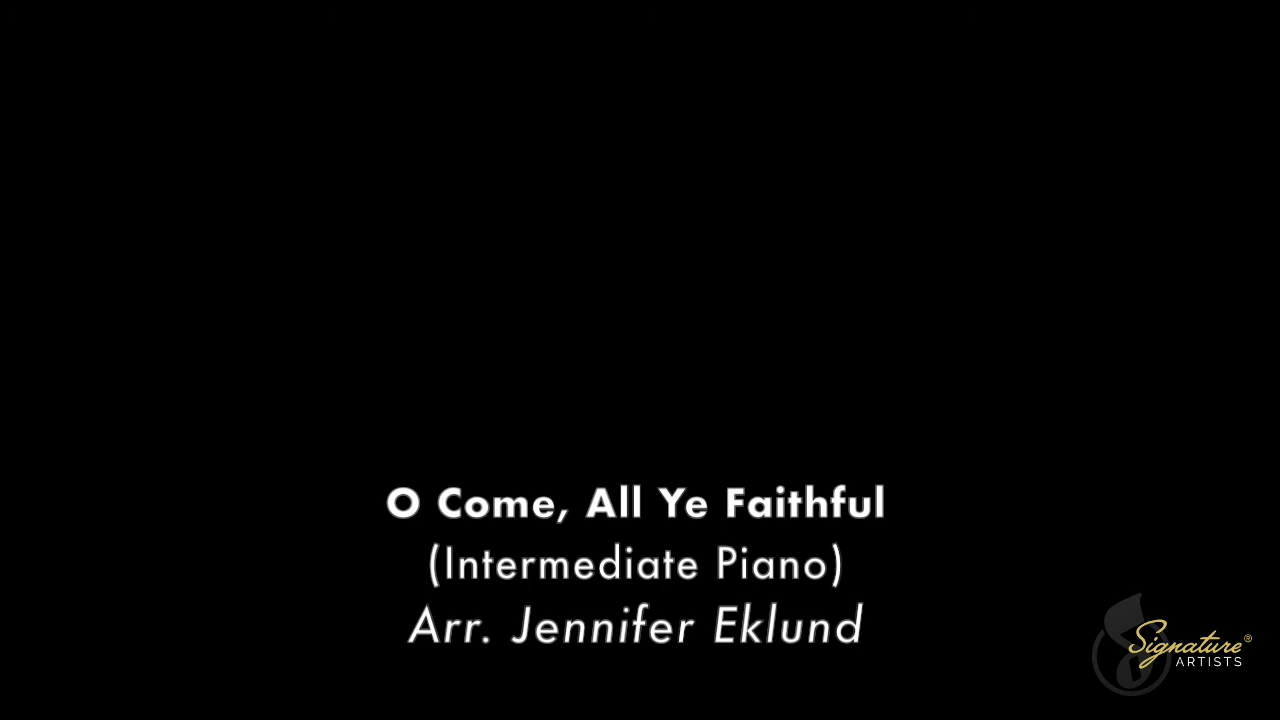 O Come, All Ye Faithful
(Intermediate Piano)
Arr. Jennifer Eklund
Signature®
ARTISTS